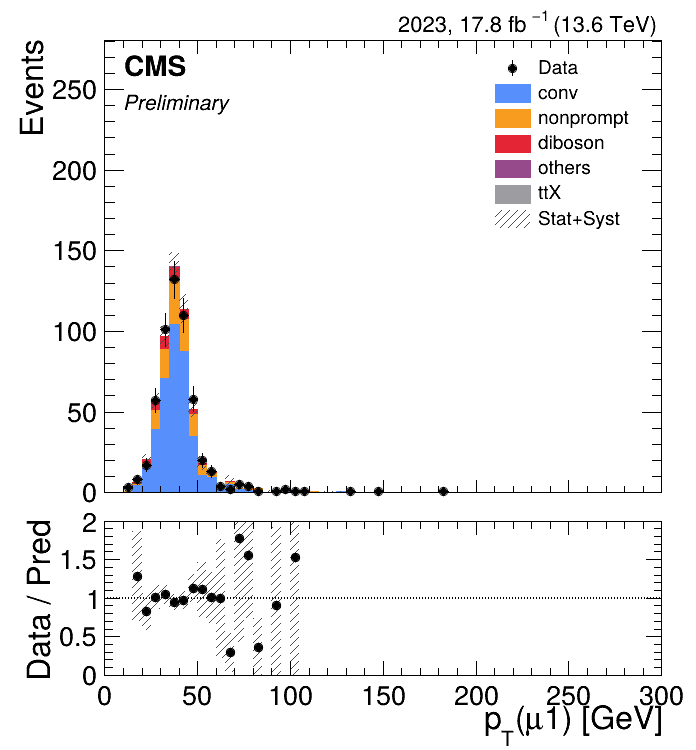 2023, 17.8 fb⁻¹ (13.6 TeV)
CMS
Preliminary
Events
250
200
150
100
50
0
Data
conv
nonprompt
diboson
others
ttX
Stat+Syst
Data / Pred
2
1.5
1
0.5
0
0 50 100 150 200 250 300
p_T(μ1) [GeV]